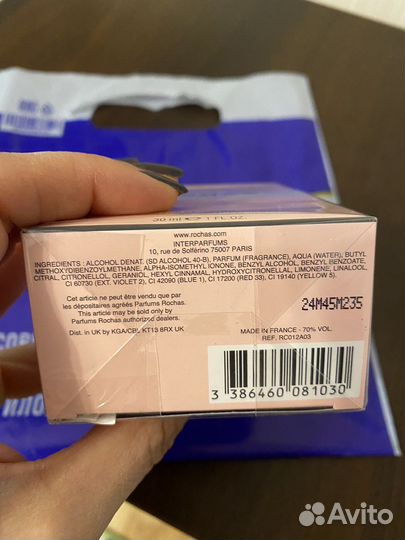 30 ml ℮ 1 FL.OZ.
www.rochas.com
INTERPARFUMS
10, rue de Solférino 75007 PARIS
INGREDIENTS : ALCOHOL DENAT. (SD ALCOHOL 40-B), PARFUM (FRAGRANCE), AQUA (WATER), BUTYL
METHOXYDIBENZOYLMETHANE, ALPHA-ISOMETHYL IONONE, BENZYL ALCOHOL, BENZYL BENZOATE,
CITRAL, CITRONELLOL, GERANIOL, HEXYL CINNAMAL, HYDROXYCITRONELLAL, LIMONENE, LINALOOL,
CI 60730 (EXT. VIOLET 2), CI 42090 (BLUE 1), CI 17200 (RED 33), CI 19140 (YELLOW 5).
Cet article ne peut être vendu que par
les dépositaires agréés Parfums Rochas.
This article may be sold only by
Parfums Rochas authorized dealers.
Dist. in UK by KGA/CBL KT13 8RX UK
24M45M235
MADE IN FRANCE - 70% VOL.
REF. RC012A03
3 386460 081030
Avito